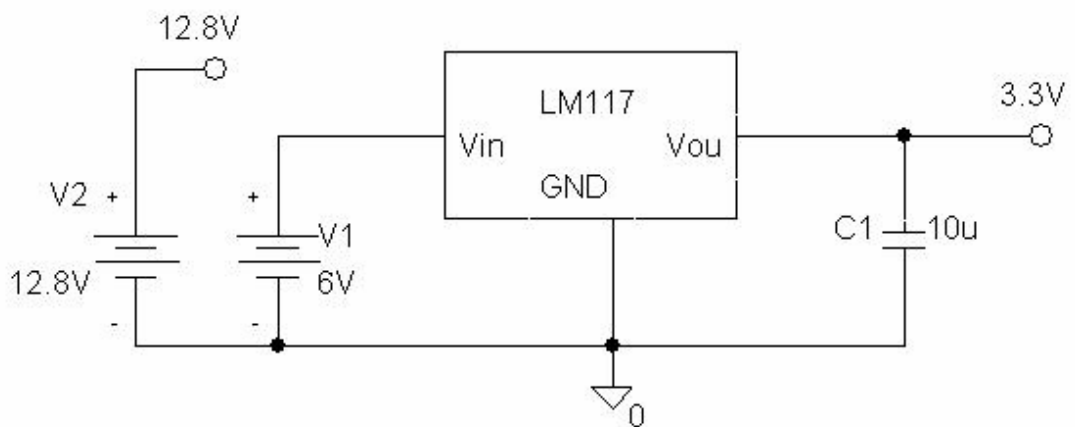 12.8V
LM117
3.3V
Vin
Vou
GND
V2 +
+
V1
C1
10u
12.8V
6V
-
-
0